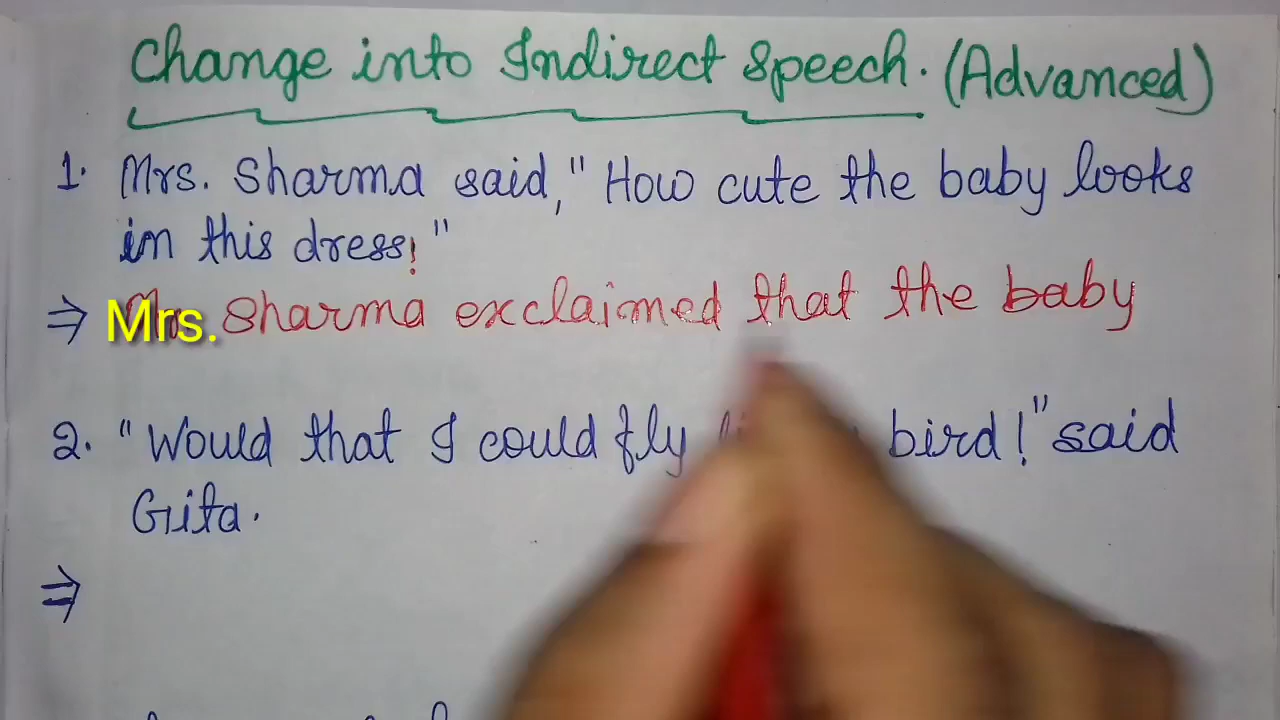 Change into Indirect Speech. (Advanced)
1. Mrs. Sharma said, "How cute the baby looks
in this dress!"
⇒ Mrs. Sharma exclaimed that the baby
2. "Would that I could fly bird!" said
Gita.
⇒